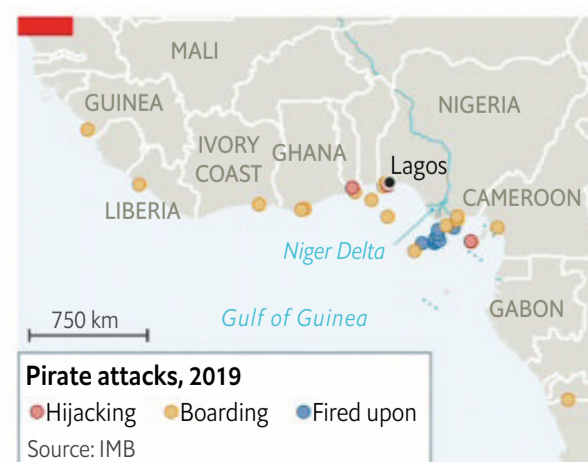 MALI
GUINEA
NIGERIA
IVORY
COAST
GHANA
Lagos
LIBERIA
CAMEROON
Niger Delta
GABON
750 km
Gulf of Guinea
Pirate attacks, 2019
Hijacking Boarding Fired upon
Source: IMB